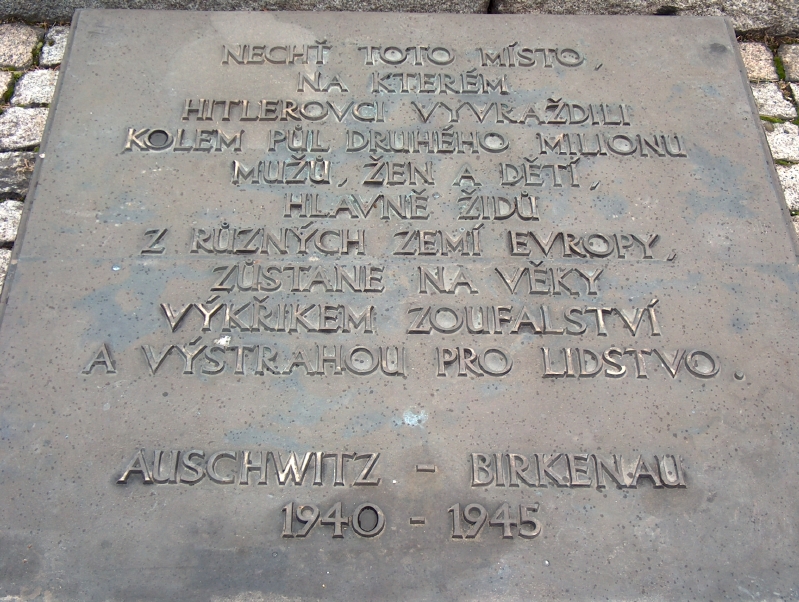 NECHŤ TOTO MÍSTO,
NA KTERÉM
HITLEROVCI VYVRAŽDILI
KOLEM PŮL DRUHÉHO MILIONU
MUŽŮ, ŽEN A DĚTÍ,
HLAVNĚ ŽIDŮ
Z RŮZNÝCH ZEMÍ EVROPY,
ZŮSTANE NA VĚKY
VÝKŘIKEM ZOUFALSTVÍ
A VÝSTRAHOU PRO LIDSTVO.
AUSCHWITZ - BIRKENAU
1940 - 1945